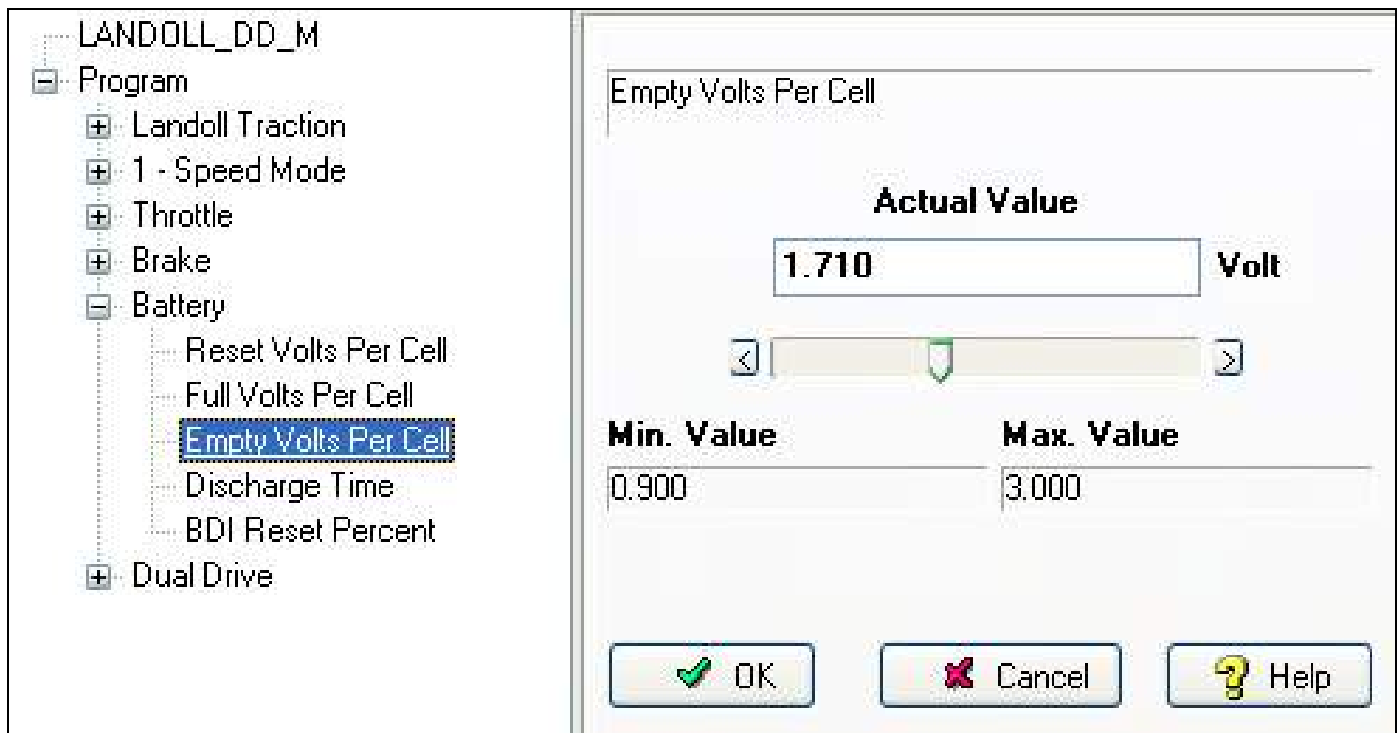 LANDOLL_DD_M
Program
Landoll Traction
1 - Speed Mode
Throttle
Brake
Battery
Reset Volts Per Cell
Full Volts Per Cell
Empty Volts Per Cell
Discharge Time
BDI Reset Percent
Dual Drive
Empty Volts Per Cell
Actual Value
1.710 Volt
Min. Value Max. Value
0.900 3.000
OK Cancel Help